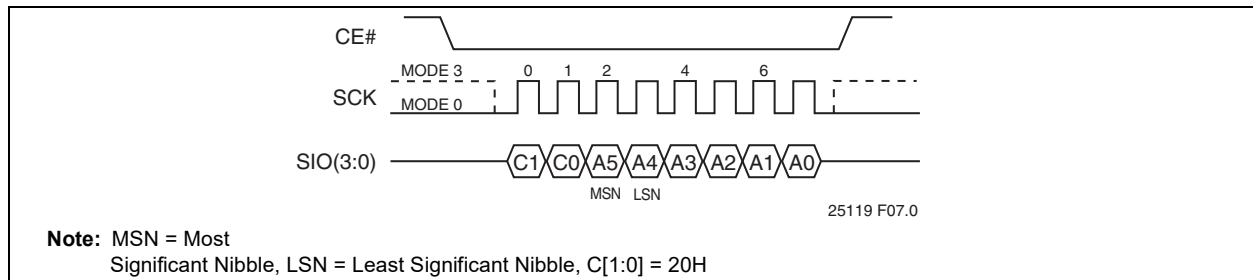 CE#
MODE 3 0 1 2 4 6
SCK
MODE 0
SIO(3:0) C1 C0 A5 A4 A3 A2 A1 A0
MSN LSN
25119 F07.0
Note: MSN = Most
Significant Nibble, LSN = Least Significant Nibble, C[1:0] = 20H